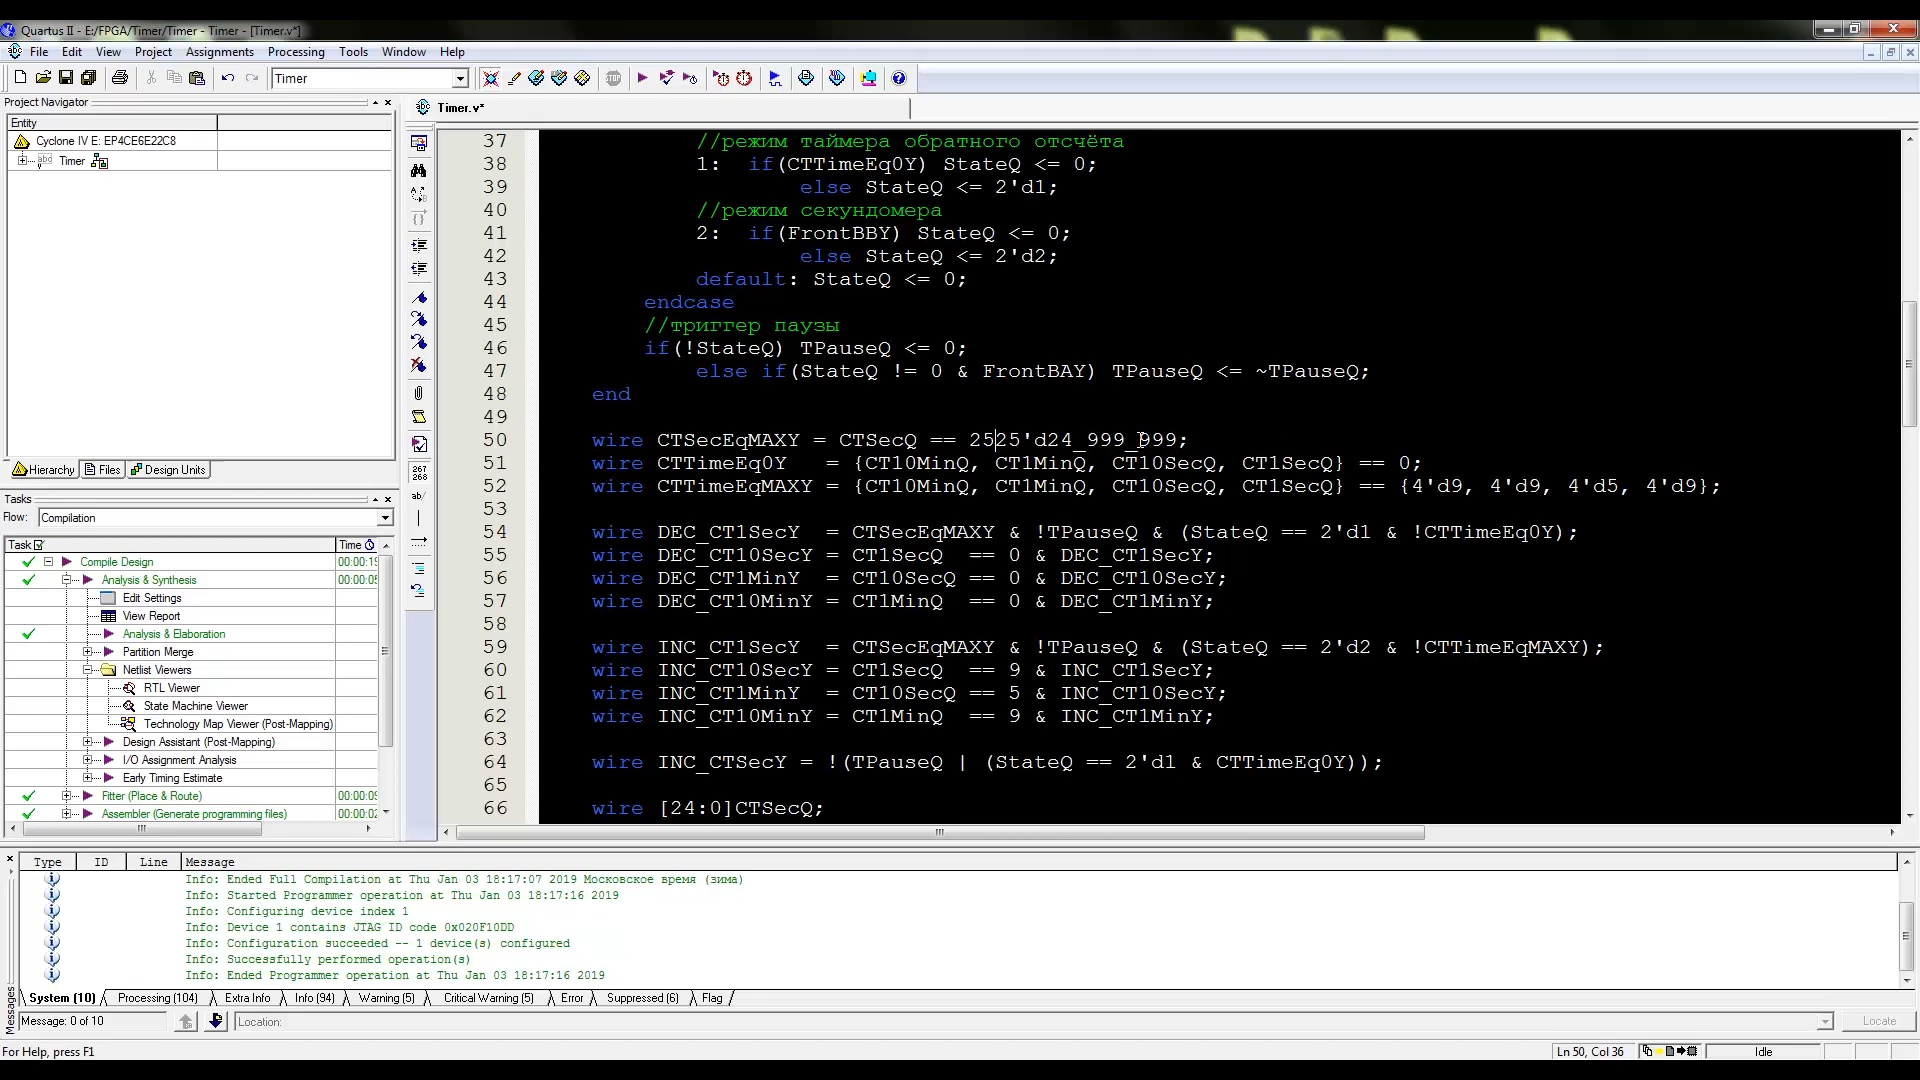 Quartus II - E:/FPGA/Timer/Timer - Timer - [Timer.v*]
File Edit View Project Assignments Processing Tools Window Help
Timer
Project Navigator
Entity
Cyclone IV E: EP4CE6E22C8
Timer
Hierarchy Files Design Units
Tasks
Flow: Compilation
Task Time
Compile Design 00:00:1
Analysis & Synthesis 00:00:0
Edit Settings
View Report
Analysis & Elaboration
Partition Merge
Netlist Viewers
RTL Viewer
State Machine Viewer
Technology Map Viewer (Post-Mapping)
Design Assistant (Post-Mapping)
I/O Assignment Analysis
Early Timing Estimate
Fitter (Place & Route) 00:00:0
Assembler (Generate programming files) 00:00:0
Timer.v*
37 //режим таймера обратного отсчёта
38 1: if(CTTimeEq0Y) StateQ <= 0;
39 else StateQ <= 2'd1;
40 //режим секундомера
41 2: if(FrontBBY) StateQ <= 0;
42 else StateQ <= 2'd2;
43 default: StateQ <= 0;
44 endcase
45 //триггер паузы
46 if(!StateQ) TPauseQ <= 0;
47 else if(StateQ != 0 & FrontBAY) TPauseQ <= ~TPauseQ;
48 end
49
50 wire CTSecEqMAXY = CTSecQ == 2525'd24_999_999;
51 wire CTTimeEq0Y = {CT10MinQ, CT1MinQ, CT10SecQ, CT1SecQ} == 0;
52 wire CTTimeEqMAXY = {CT10MinQ, CT1MinQ, CT10SecQ, CT1SecQ} == {4'd9, 4'd9, 4'd5, 4'd9};
53
54 wire DEC_CT1SecY = CTSecEqMAXY & !TPauseQ & (StateQ == 2'd1 & !CTTimeEq0Y);
55 wire DEC_CT10SecY = CT1SecQ == 0 & DEC_CT1SecY;
56 wire DEC_CT1MinY = CT10SecQ == 0 & DEC_CT10SecY;
57 wire DEC_CT10MinY = CT1MinQ == 0 & DEC_CT1MinY;
58
59 wire INC_CT1SecY = CTSecEqMAXY & !TPauseQ & (StateQ == 2'd2 & !CTTimeEqMAXY);
60 wire INC_CT10SecY = CT1SecQ == 9 & INC_CT1SecY;
61 wire INC_CT1MinY = CT10SecQ == 5 & INC_CT10SecY;
62 wire INC_CT10MinY = CT1MinQ == 9 & INC_CT1MinY;
63
64 wire INC_CTSecY = !(TPauseQ | (StateQ == 2'd1 & CTTimeEq0Y));
65
66 wire [24:0]CTSecQ;
Messages
Type ID Line Message
Info: Ended Full Compilation at Thu Jan 03 18:17:07 2019 Московское время (зима)
Info: Started Programmer operation at Thu Jan 03 18:17:16 2019
Info: Configuring device index 1
Info: Device 1 contains JTAG ID code 0x020F10DD
Info: Configuration succeeded -- 1 device(s) configured
Info: Successfully performed operation(s)
Info: Ended Programmer operation at Thu Jan 03 18:17:16 2019
System (10) Processing (104) Extra Info Info (94) Warning (5) Critical Warning (5) Error Suppressed (6) Flag
Message: 0 of 10 Location: Locate
For Help, press F1 Ln 50, Col 36 Idle